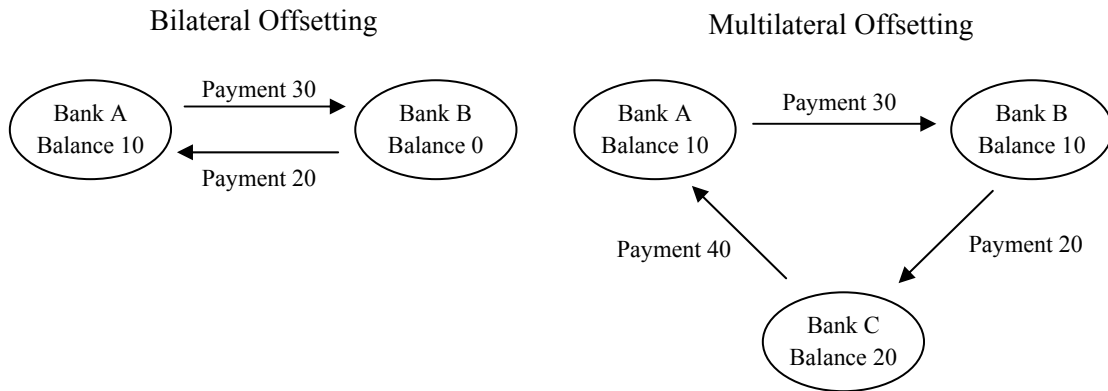 Bilateral Offsetting
Bank A
Balance 10
Payment 30
Payment 20
Bank B
Balance 0
Multilateral Offsetting
Bank A
Balance 10
Payment 30
Bank B
Balance 10
Payment 40
Payment 20
Bank C
Balance 20